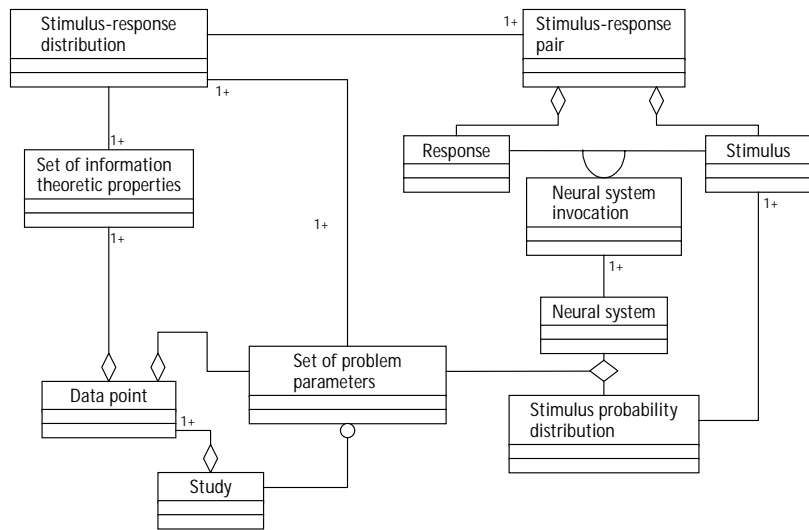 Stimulus-response
distribution
1+
Stimulus-response
pair
1+
1+
Response
Stimulus
Set of information
theoretic properties
Neural system
invocation
1+
1+
1+
1+
Neural system
Set of problem
parameters
Data point
Stimulus probability
distribution
1+
Study